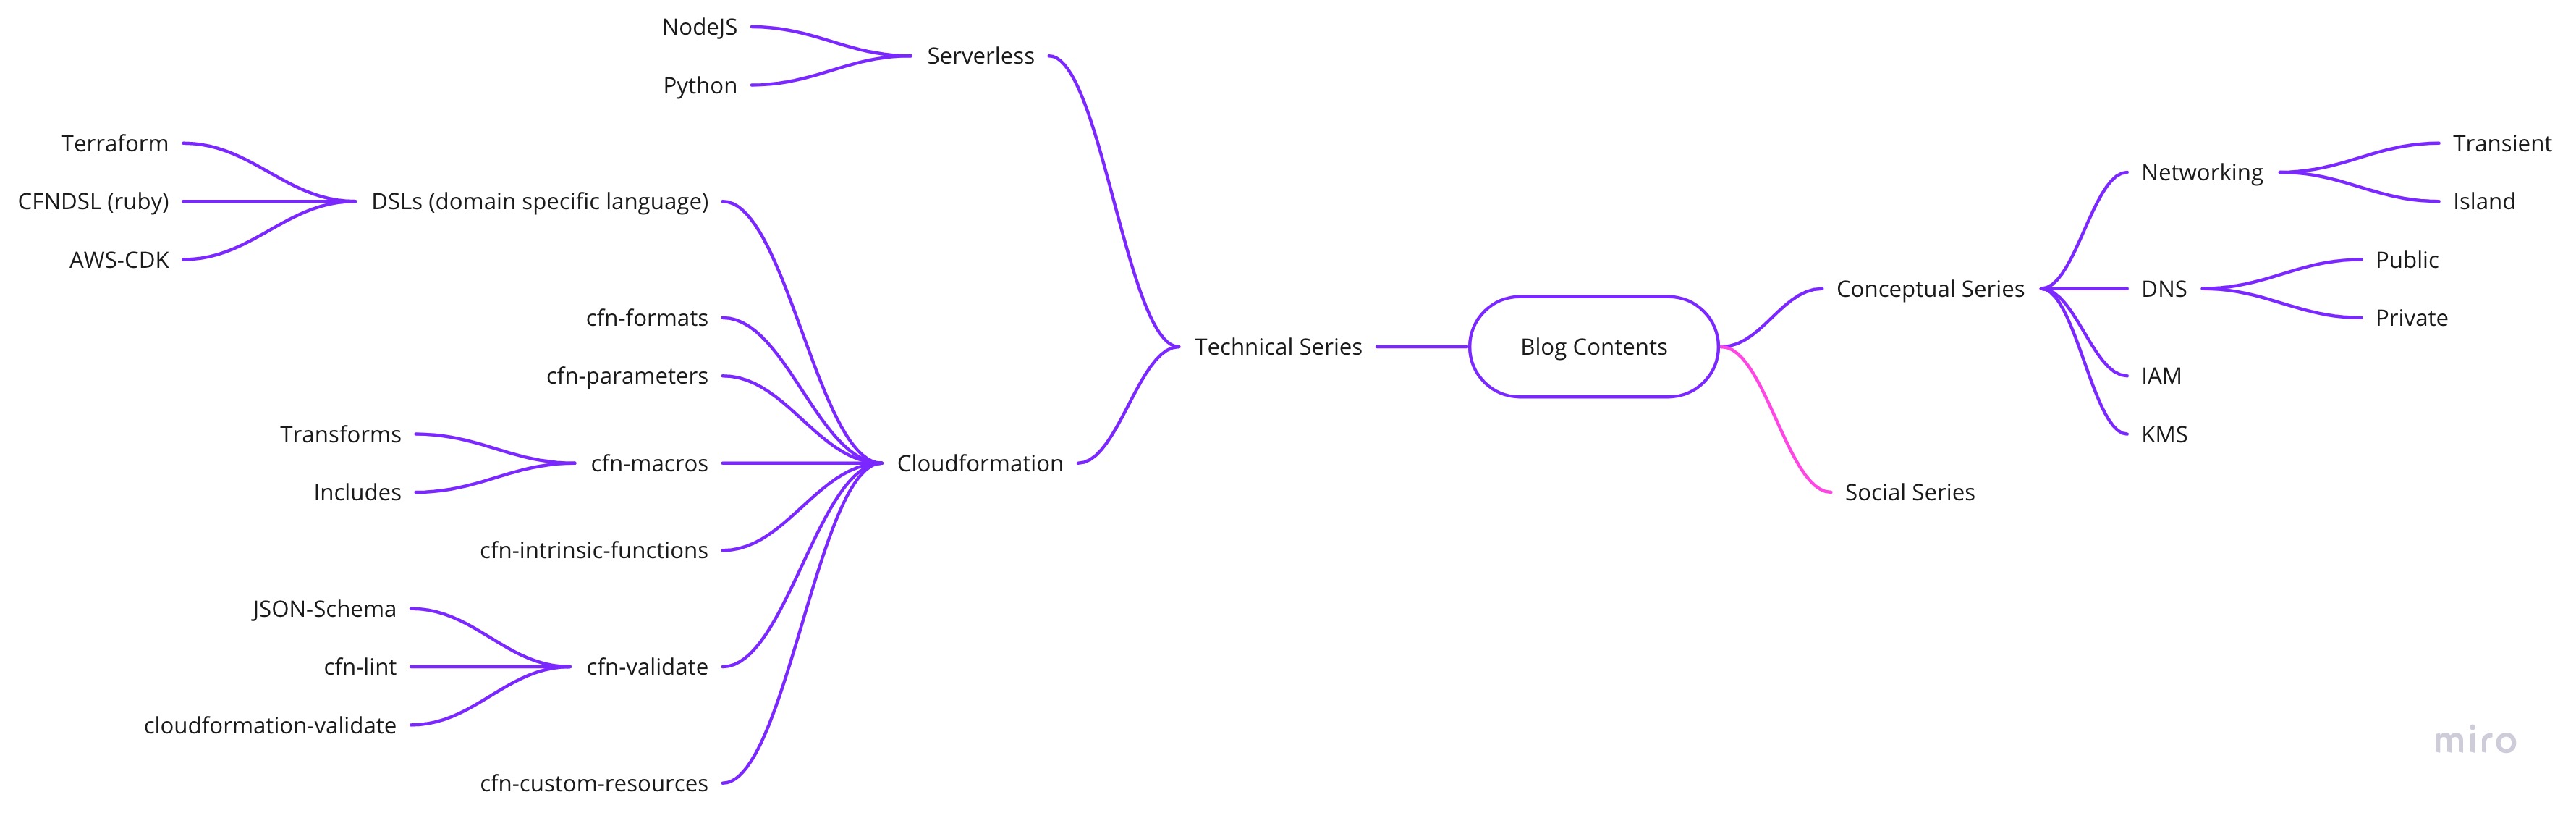 NodeJS
Serverless
Python
Terraform
CFNDSL (ruby)
DSLs (domain specific language)
AWS-CDK
cfn-formats
cfn-parameters
Transforms
cfn-macros
Includes
Cloudformation
cfn-intrinsic-functions
JSON-Schema
cfn-lint
cfn-validate
cloudformation-validate
cfn-custom-resources
Technical Series
Blog Contents
Conceptual Series
Networking
Transient
Island
DNS
Public
Private
IAM
KMS
Social Series
miro